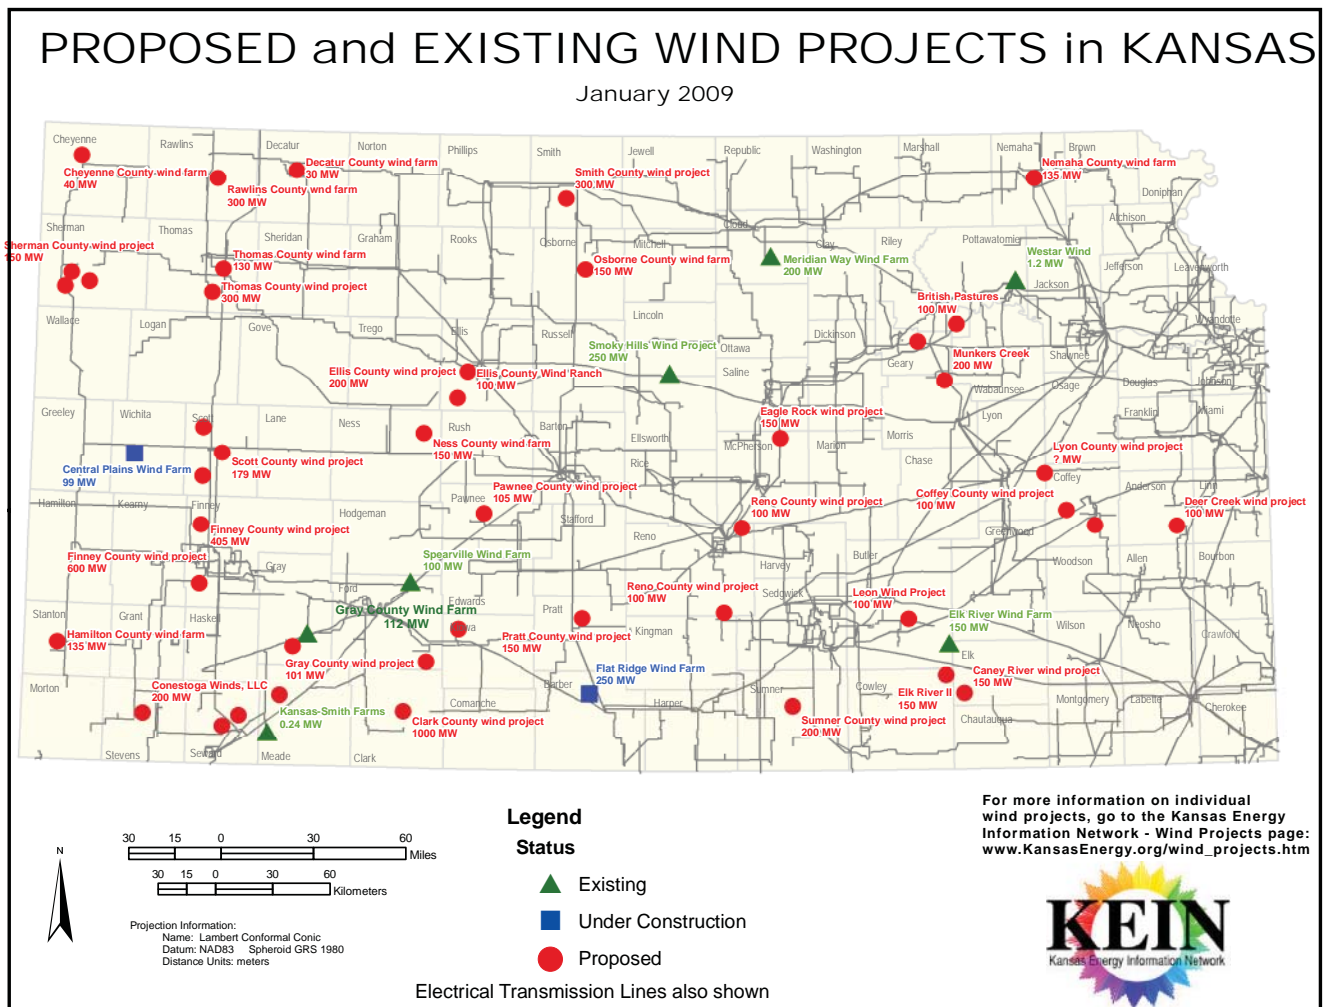 PROPOSED and EXISTING WIND PROJECTS in KANSAS
January 2009
Cheyenne
Rawlins
Decatur
Norton
Phillips
Smith
Jewell
Republic
Washington
Marshall
Nemaha
Brown
Doniphan
Cheyenne County wind farm
40 MW
Rawlins County wnd farm
300 MW
Decatur County wind farm
30 MW
Smith County wind project
300 MW
Nemaha County wind farm
135 MW
Sherman
Thomas
Sheridan
Graham
Rooks
Osborne
Mitchell
Cloud
Clay
Riley
Pottawatomie
Atchison
Jackson
Jefferson
Leavenworth
Sherman County wind project
150 MW
Thomas County wind farm
130 MW
Thomas County wind project
300 MW
Osborne County wind farm
150 MW
Meridian Way Wind Farm
200 MW
Westar Wind
1.2 MW
British Pastures
100 MW
Wallace
Logan
Gove
Trego
Ellis
Russell
Lincoln
Ottawa
Saline
Dickinson
Geary
Wabaunsee
Shawnee
Wyandotte
Osage
Douglas
Johnson
Smoky Hills Wind Project
250 MW
Munkers Creek
200 MW
Ellis County wind project
200 MW
Ellis County Wind Ranch
100 MW
Greeley
Wichita
Scott
Lane
Ness
Rush
Barton
Ellsworth
Rice
McPherson
Marion
Morris
Chase
Lyon
Franklin
Miami
Eagle Rock wind project
150 MW
Central Plains Wind Farm
99 MW
Scott County wind project
179 MW
Ness County wind farm
150 MW
Lyon County wind project
? MW
Coffey
Anderson
Linn
Hamilton
Kearny
Finney
Hodgeman
Pawnee
Stafford
Reno
Harvey
Butler
Greenwood
Woodson
Allen
Bourbon
Pawnee County wind project
105 MW
Reno County wind project
100 MW
Coffey County wind project
100 MW
Deer Creek wind project
100 MW
Finney County wind farm
405 MW
Finney County wind project
600 MW
Spearville Wind Farm
100 MW
Gray
Ford
Edwards
Reno County wind project
100 MW
Leon Wind Project
100 MW
Elk River Wind Farm
150 MW
Stanton
Grant
Haskell
Pratt
Kingman
Sedgwick
Elk
Wilson
Neosho
Crawford
Gray County Wind Farm
112 MW
Hamilton County wind farm
135 MW
Gray County wind project
101 MW
Pratt County wind project
150 MW
Flat Ridge Wind Farm
250 MW
Caney River wind project
150 MW
Elk River II
150 MW
Morton
Stevens
Seward
Meade
Clark
Comanche
Barber
Harper
Sumner
Cowley
Chautauqua
Montgomery
Labette
Cherokee
Conestoga Winds, LLC
200 MW
Kansas-Smith Farms
0.24 MW
Clark County wind project
1000 MW
Sumner County wind project
200 MW
For more information on individual
wind projects, go to the Kansas Energy
Information Network - Wind Projects page:
www.KansasEnergy.org/wind_projects.htm
N
30 15 0 30 60
Miles
30 15 0 30 60
Kilometers
Projection Information:
Name: Lambert Conformal Conic
Datum: NAD83 Spheroid GRS 1980
Distance Units: meters
Legend
Status
Existing
Under Construction
Proposed
Electrical Transmission Lines also shown
KEIN
Kansas Energy Information Network